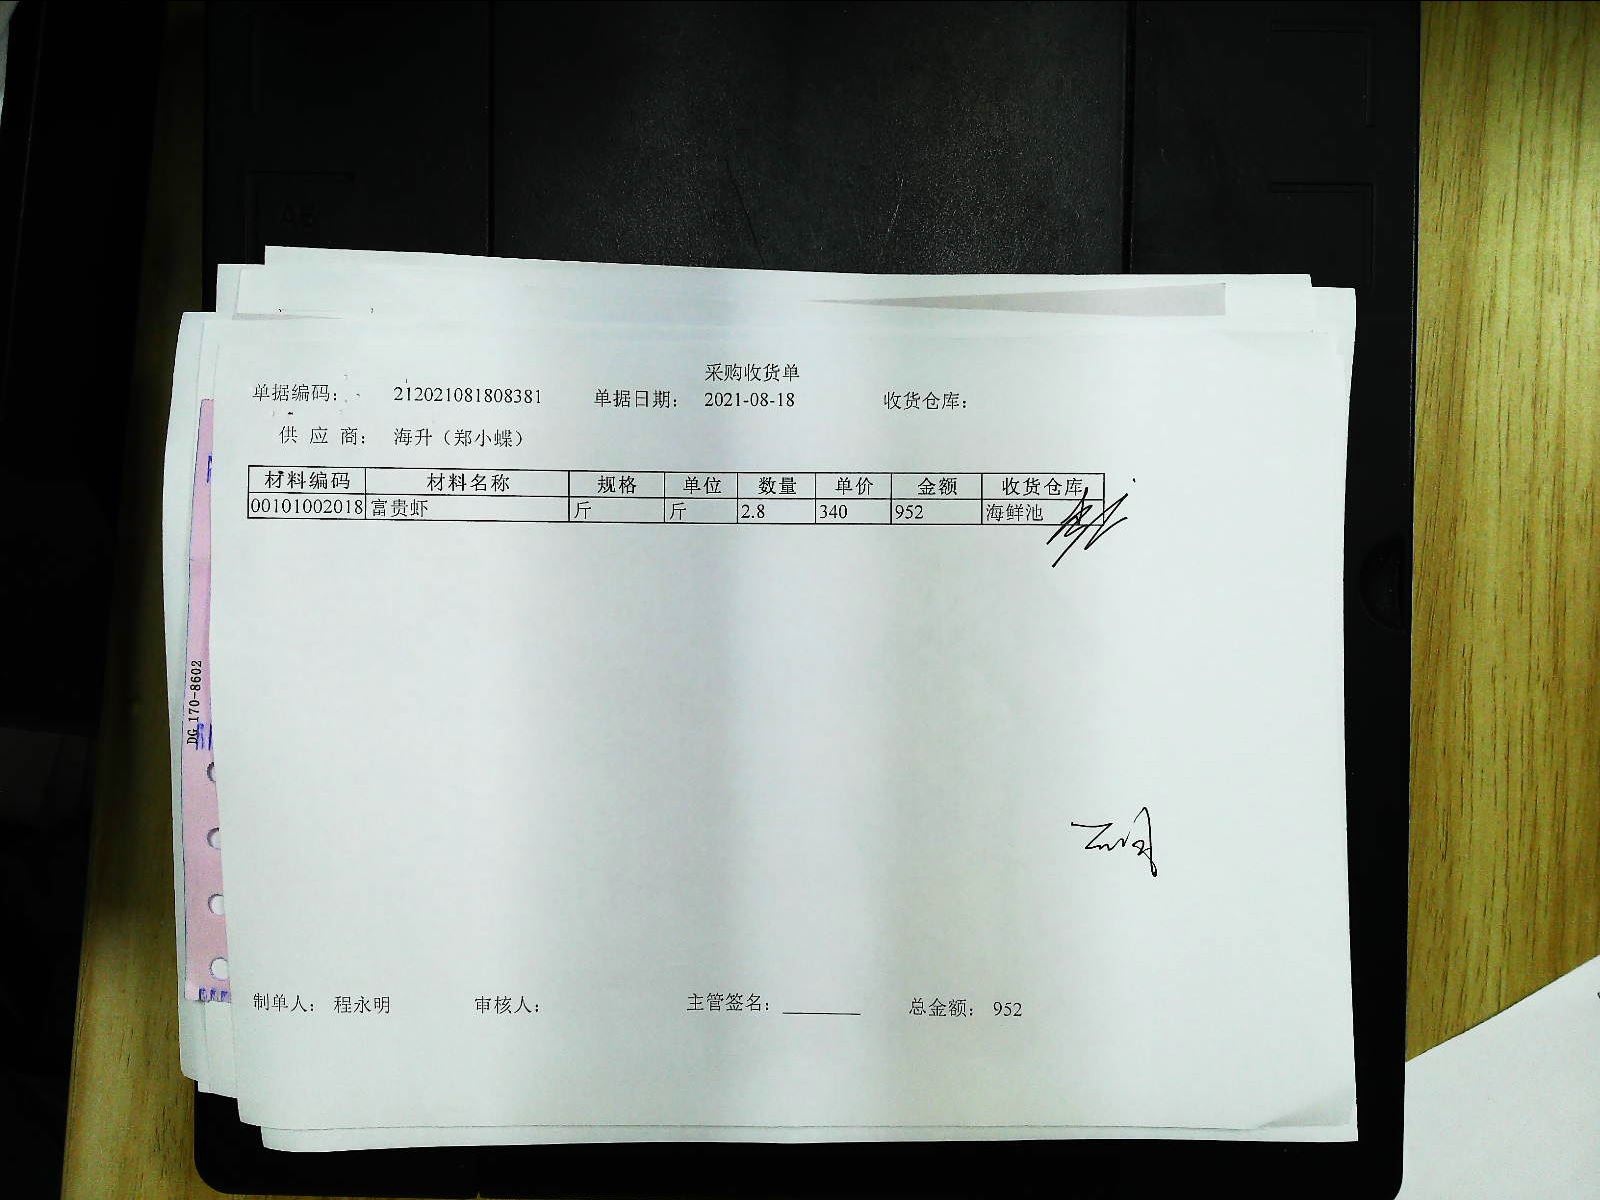 采购收货单
单据编码： 212021081808381 单据日期： 2021-08-18 收货仓库：
供 应 商： 海升（郑小蝶）
材料编码 材料名称 规格 单位 数量 单价 金额 收货仓库
00101002018 富贵虾 斤 斤 2.8 340 952 海鲜池
制单人： 程永明 审核人： 主管签名：________ 总金额： 952
DG 170-8602